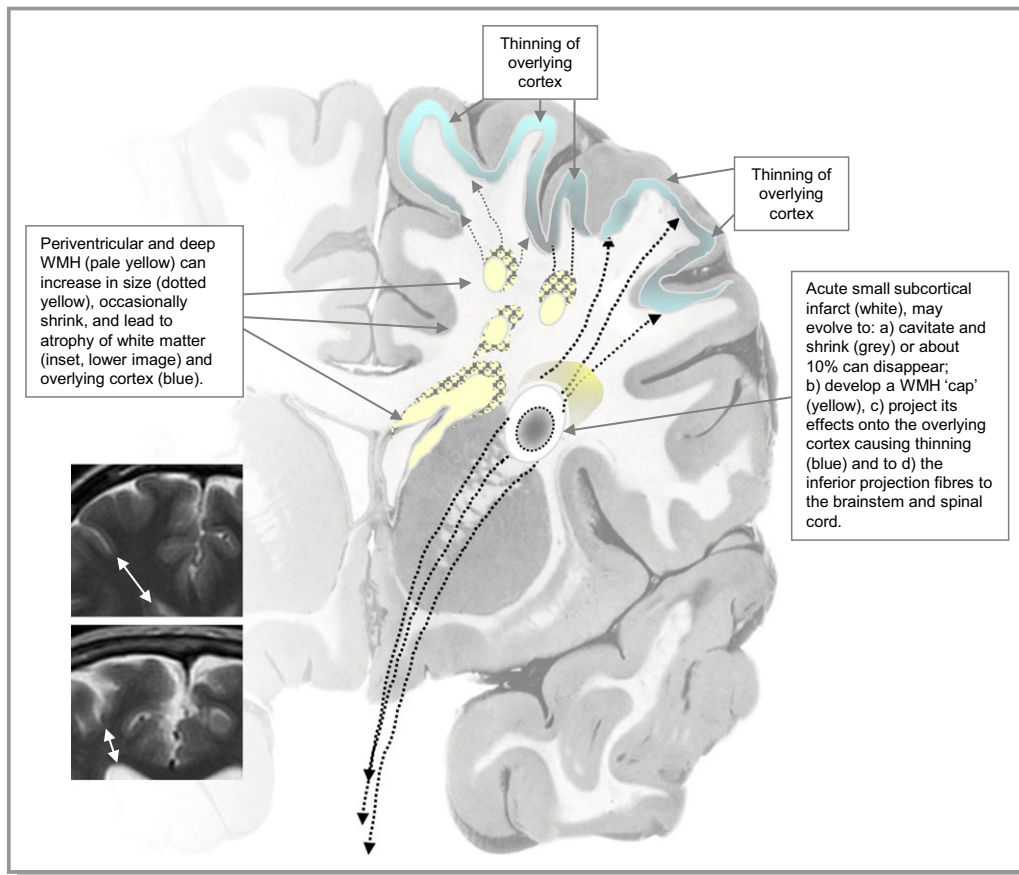 Thinning of
overlying
cortex
Thinning of
overlying
cortex
Periventricular and deep
WMH (pale yellow) can
increase in size (dotted
yellow), occasionally
shrink, and lead to
atrophy of white matter
(inset, lower image) and
overlying cortex (blue).
Acute small subcortical
infarct (white), may
evolve to: a) cavitate and
shrink (grey) or about
10% can disappear;
b) develop a WMH ‘cap’
(yellow), c) project its
effects onto the overlying
cortex causing thinning
(blue) and to d) the
inferior projection fibres to
the brainstem and spinal
cord.